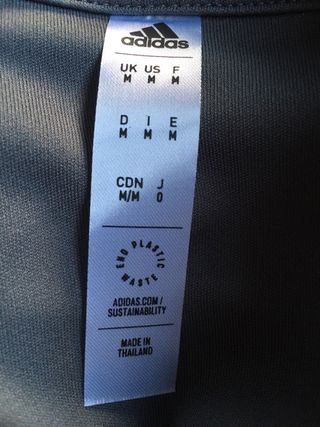 adidas
UK US F
M M M
D I E
M M M
CDN J
M/M O
END PLASTIC WASTE
ADIDAS.COM/
SUSTAINABILITY
MADE IN
THAILAND